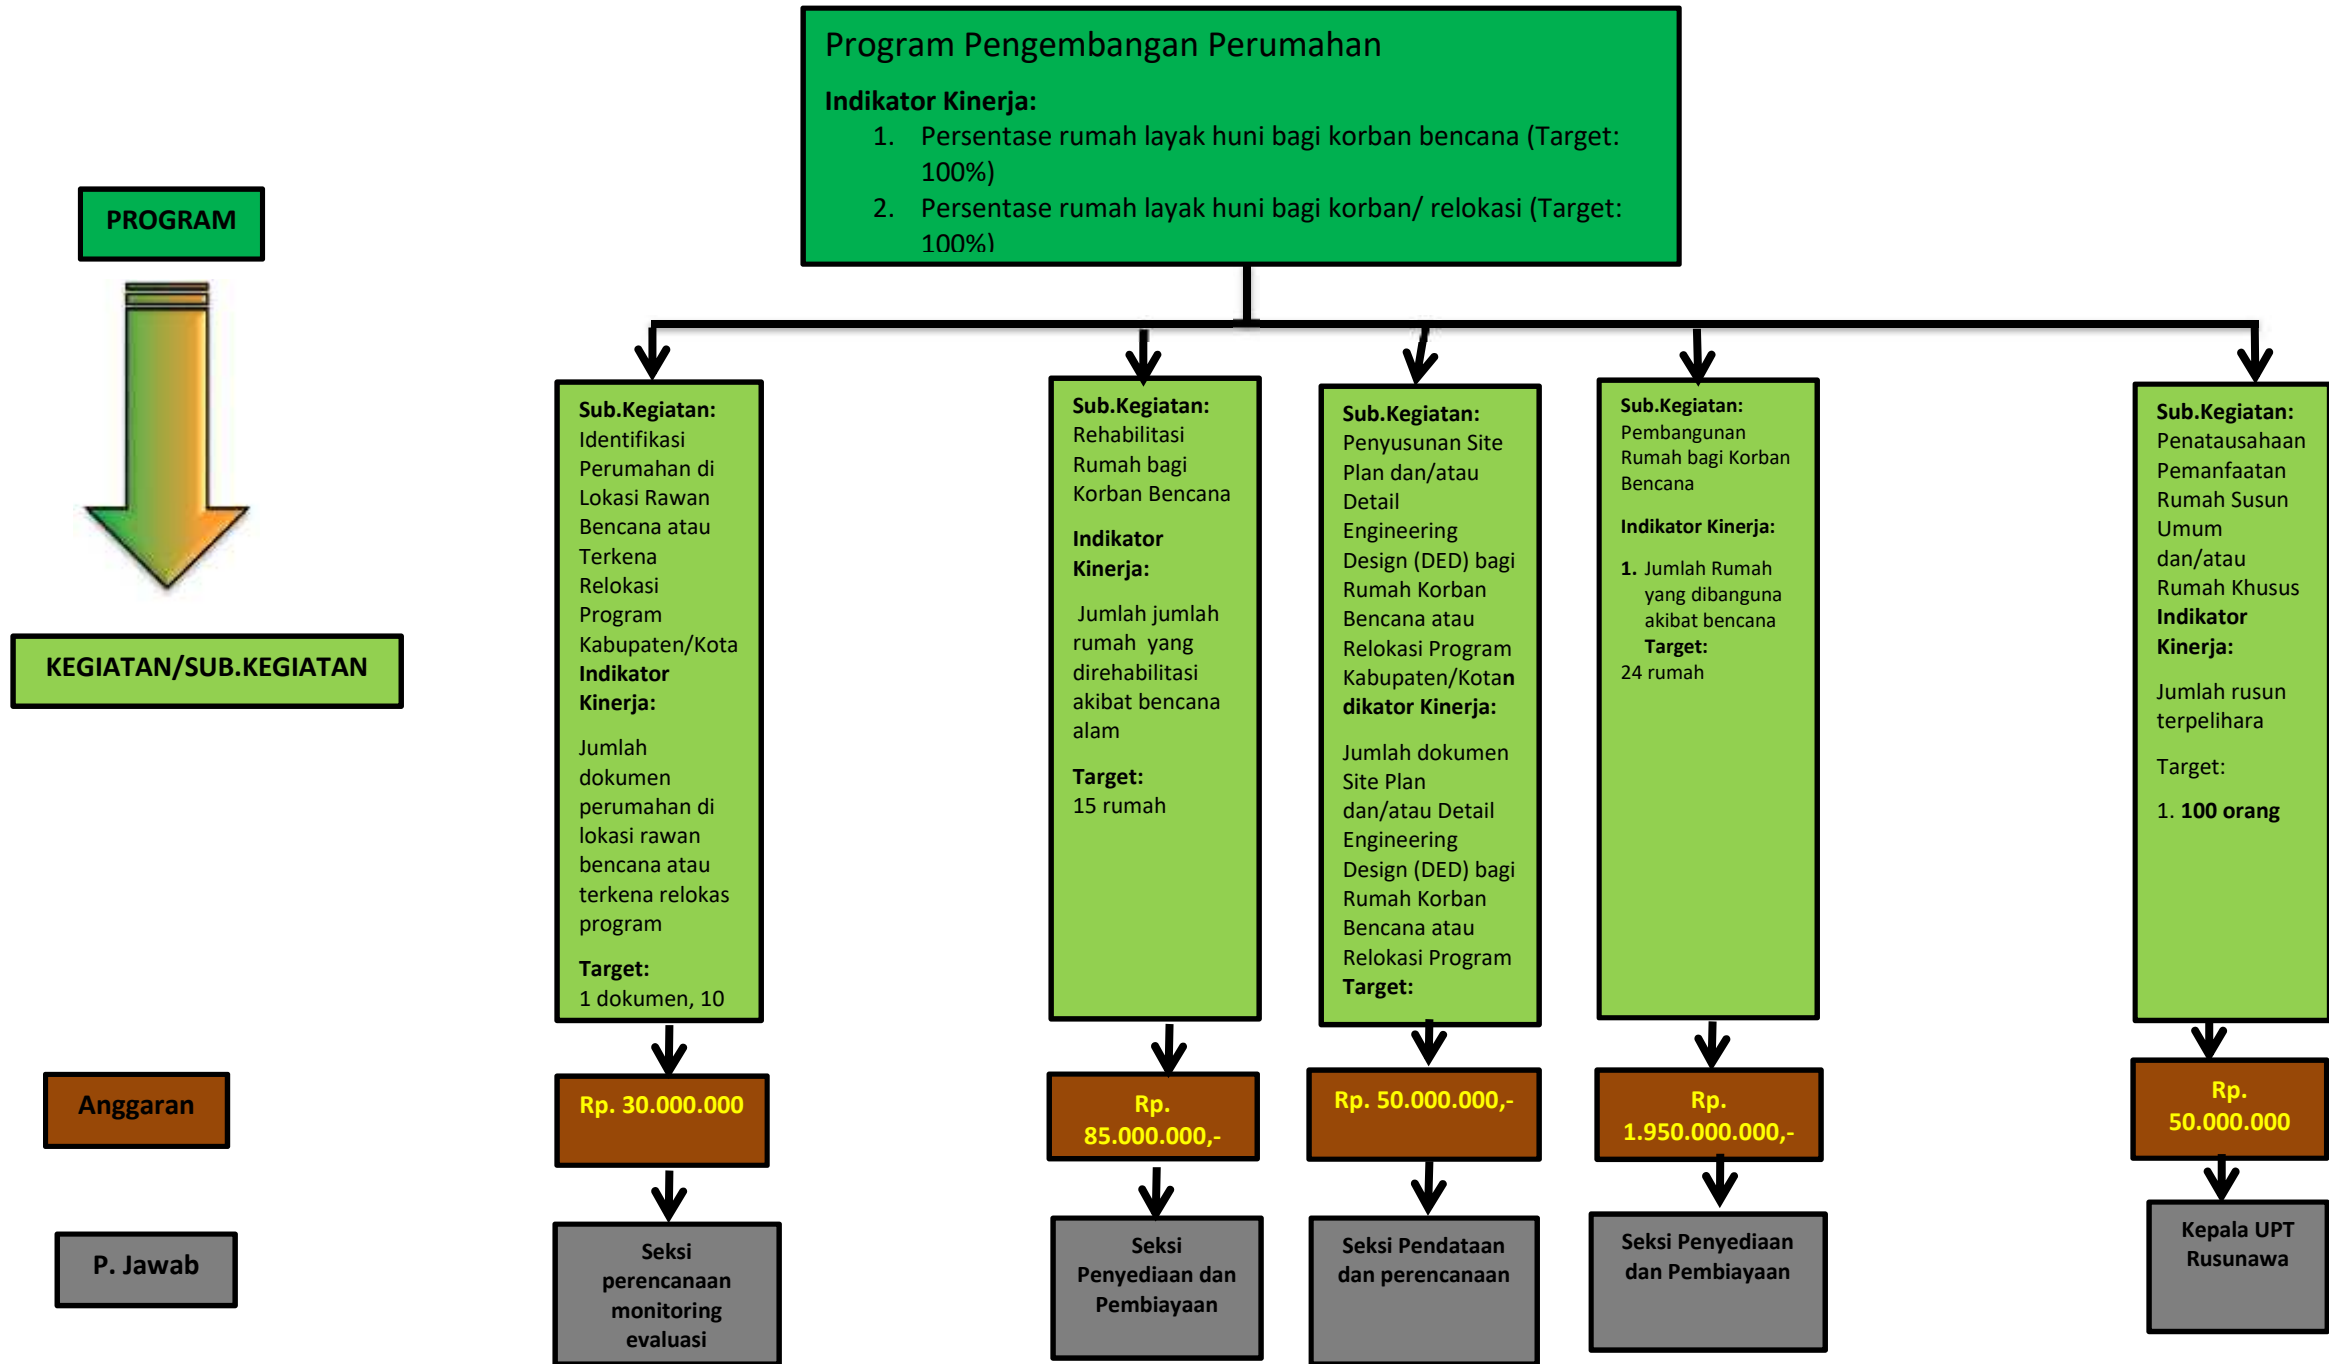 Program Pengembangan Perumahan
Indikator Kinerja:
1. Persentase rumah layak huni bagi korban bencana (Target:
100%)
2. Persentase rumah layak huni bagi korban/ relokasi (Target:
100%)
PROGRAM
KEGIATAN/SUB.KEGIATAN
Sub.Kegiatan:
Identifikasi
Perumahan di
Lokasi Rawan
Bencana atau
Terkena
Relokasi
Program
Kabupaten/Kota
Indikator
Kinerja:
Jumlah
dokumen
perumahan di
lokasi rawan
bencana atau
terkena relokas
program
Target:
1 dokumen, 10
Sub.Kegiatan:
Rehabilitasi
Rumah bagi
Korban Bencana
Indikator
Kinerja:
Jumlah jumlah
rumah yang
direhabilitasi
akibat bencana
alam
Target:
15 rumah
Sub.Kegiatan:
Penyusunan Site
Plan dan/atau
Detail
Engineering
Design (DED) bagi
Rumah Korban
Bencana atau
Relokasi Program
Kabupaten/Kotan
dikator Kinerja:
Jumlah dokumen
Site Plan
dan/atau Detail
Engineering
Design (DED) bagi
Rumah Korban
Bencana atau
Relokasi Program
Target:
Sub.Kegiatan:
Pembangunan
Rumah bagi Korban
Bencana
Indikator Kinerja:
1. Jumlah Rumah
yang dibanguna
akibat bencana
Target:
24 rumah
Sub.Kegiatan:
Penatausahaan
Pemanfaatan
Rumah Susun
Umum
dan/atau
Rumah Khusus
Indikator
Kinerja:
Jumlah rusun
terpelihara
Target:
1. 100 orang
Anggaran
Rp. 30.000.000
Rp.
85.000.000,-
Rp. 50.000.000,-
Rp.
1.950.000.000,-
Rp.
50.000.000
P. Jawab
Seksi
perencanaan
monitoring
evaluasi
Seksi
Penyediaan dan
Pembiayaan
Seksi Pendataan
dan perencanaan
Seksi Penyediaan
dan Pembiayaan
Kepala UPT
Rusunawa